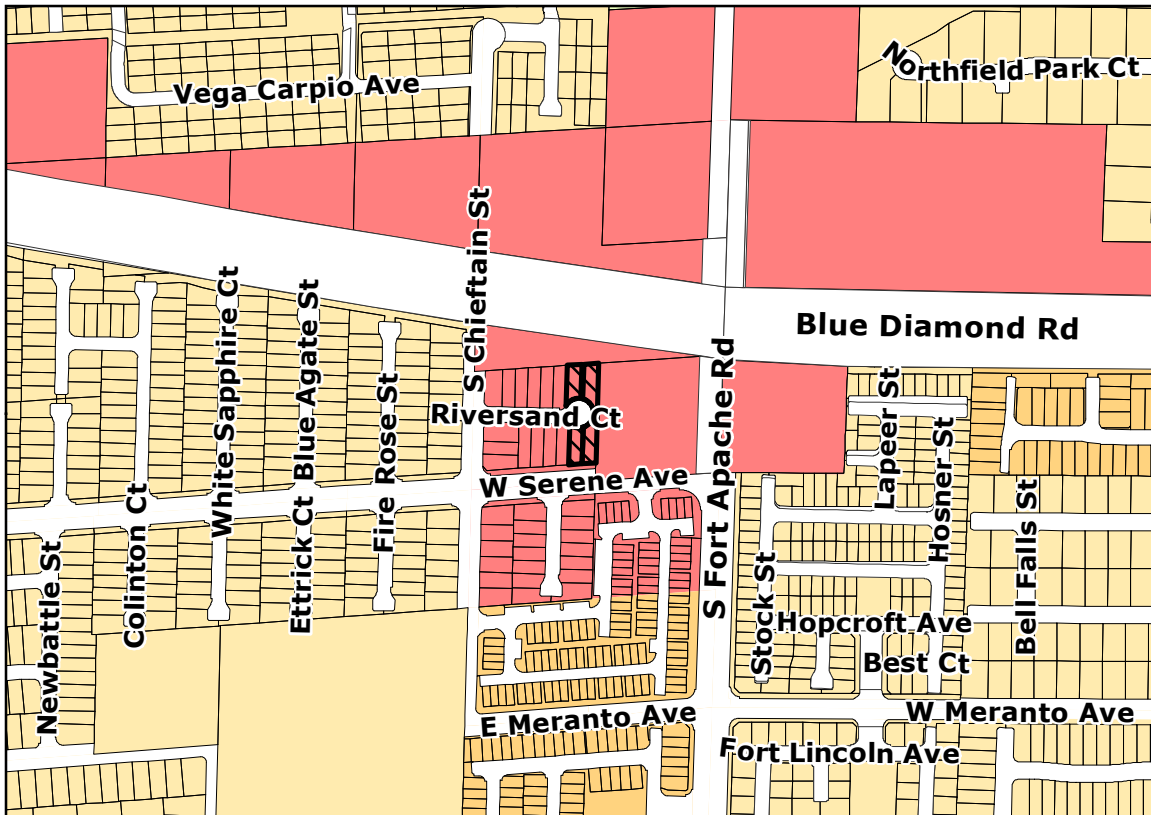 Northfield Park Ct
Vega Carpio Ave
S Chieftain St
White Sapphire Ct
Blue Agate St
Blue Diamond Rd
S Fort Apache Rd
Lapeer St
Fire Rose St
Riversand Ct
Hosner St
W Serene Ave
Colinton Ct
Ettrick Ct
Bell Falls St
Newbattle St
Stock St
Hopcroft Ave
Best Ct
E Meranto Ave
W Meranto Ave
Fort Lincoln Ave